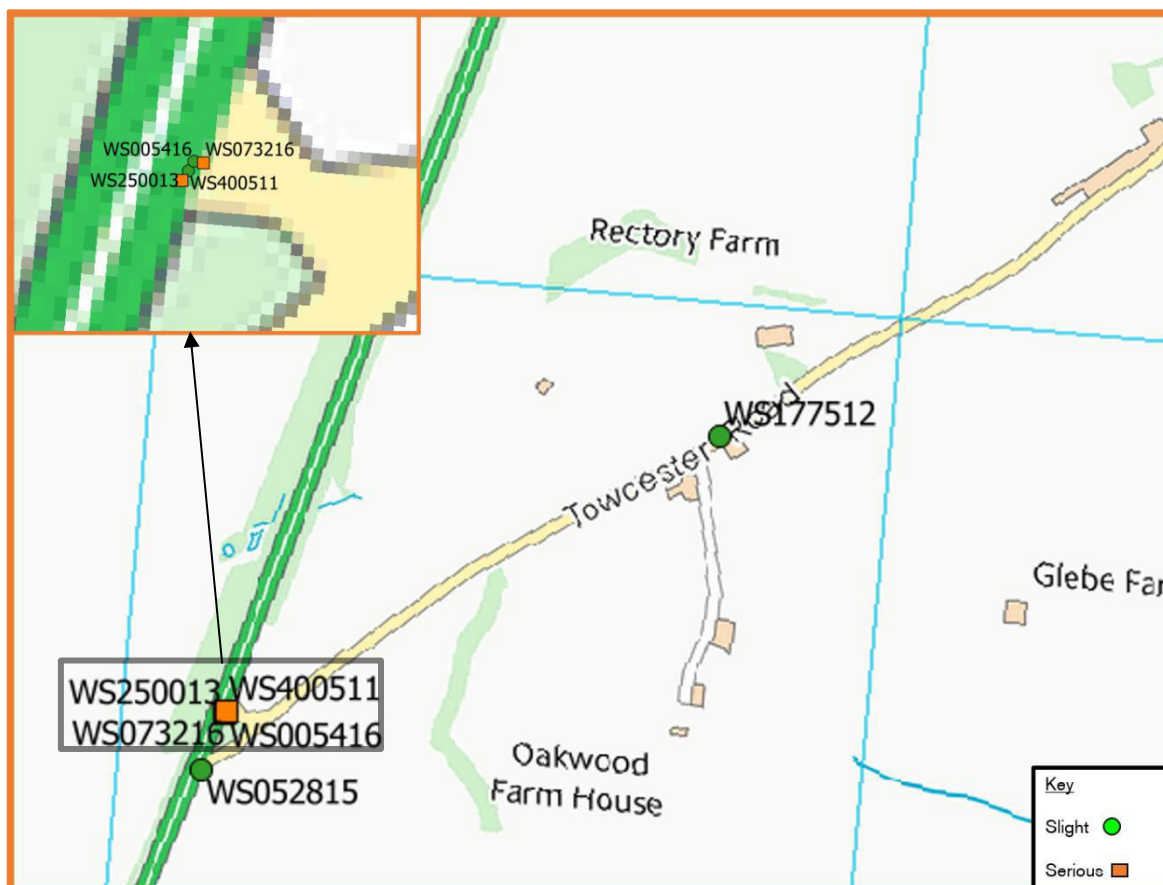 WS005416 WS073216
WS250013 WS400511
Rectory Farm
WS177512
Towcester Road
Glebe Far
WS250013 WS400511
WS073216 WS005416
WS052815
Oakwood
Farm House
Key
Slight
Serious